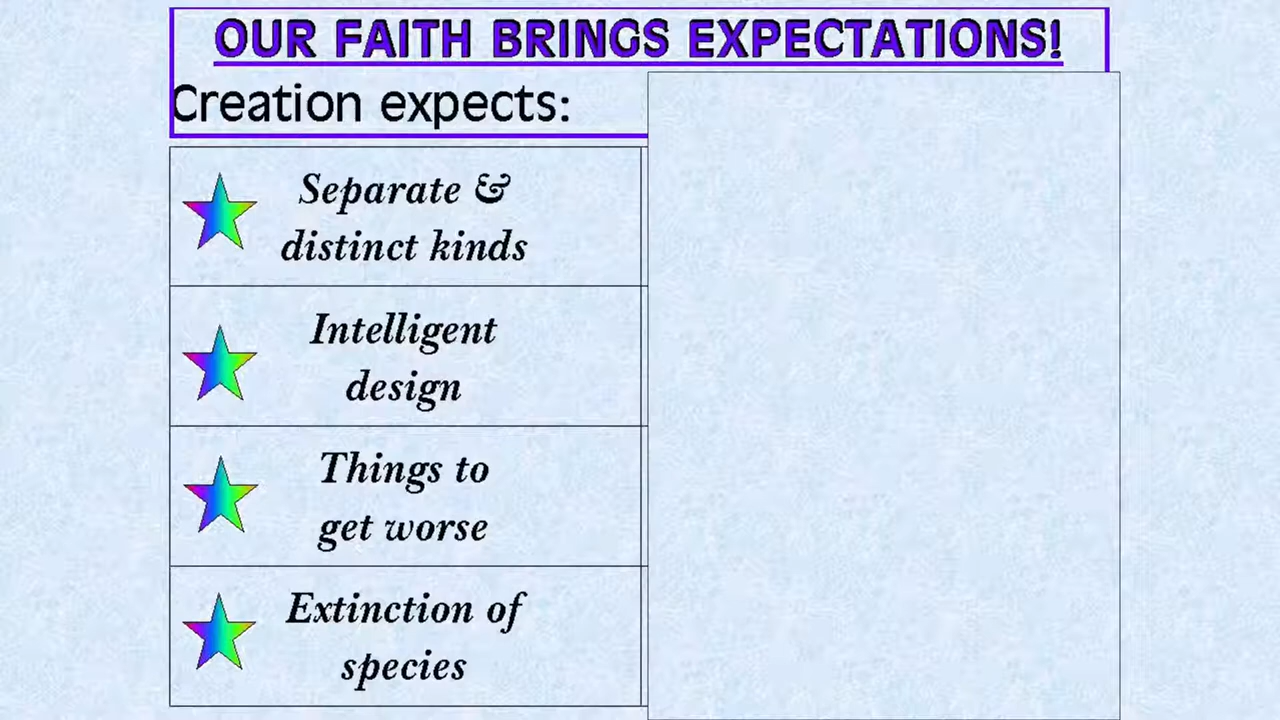 OUR FAITH BRINGS EXPECTATIONS!
Creation expects:
Separate &
distinct kinds
Intelligent
design
Things to
get worse
Extinction of
species